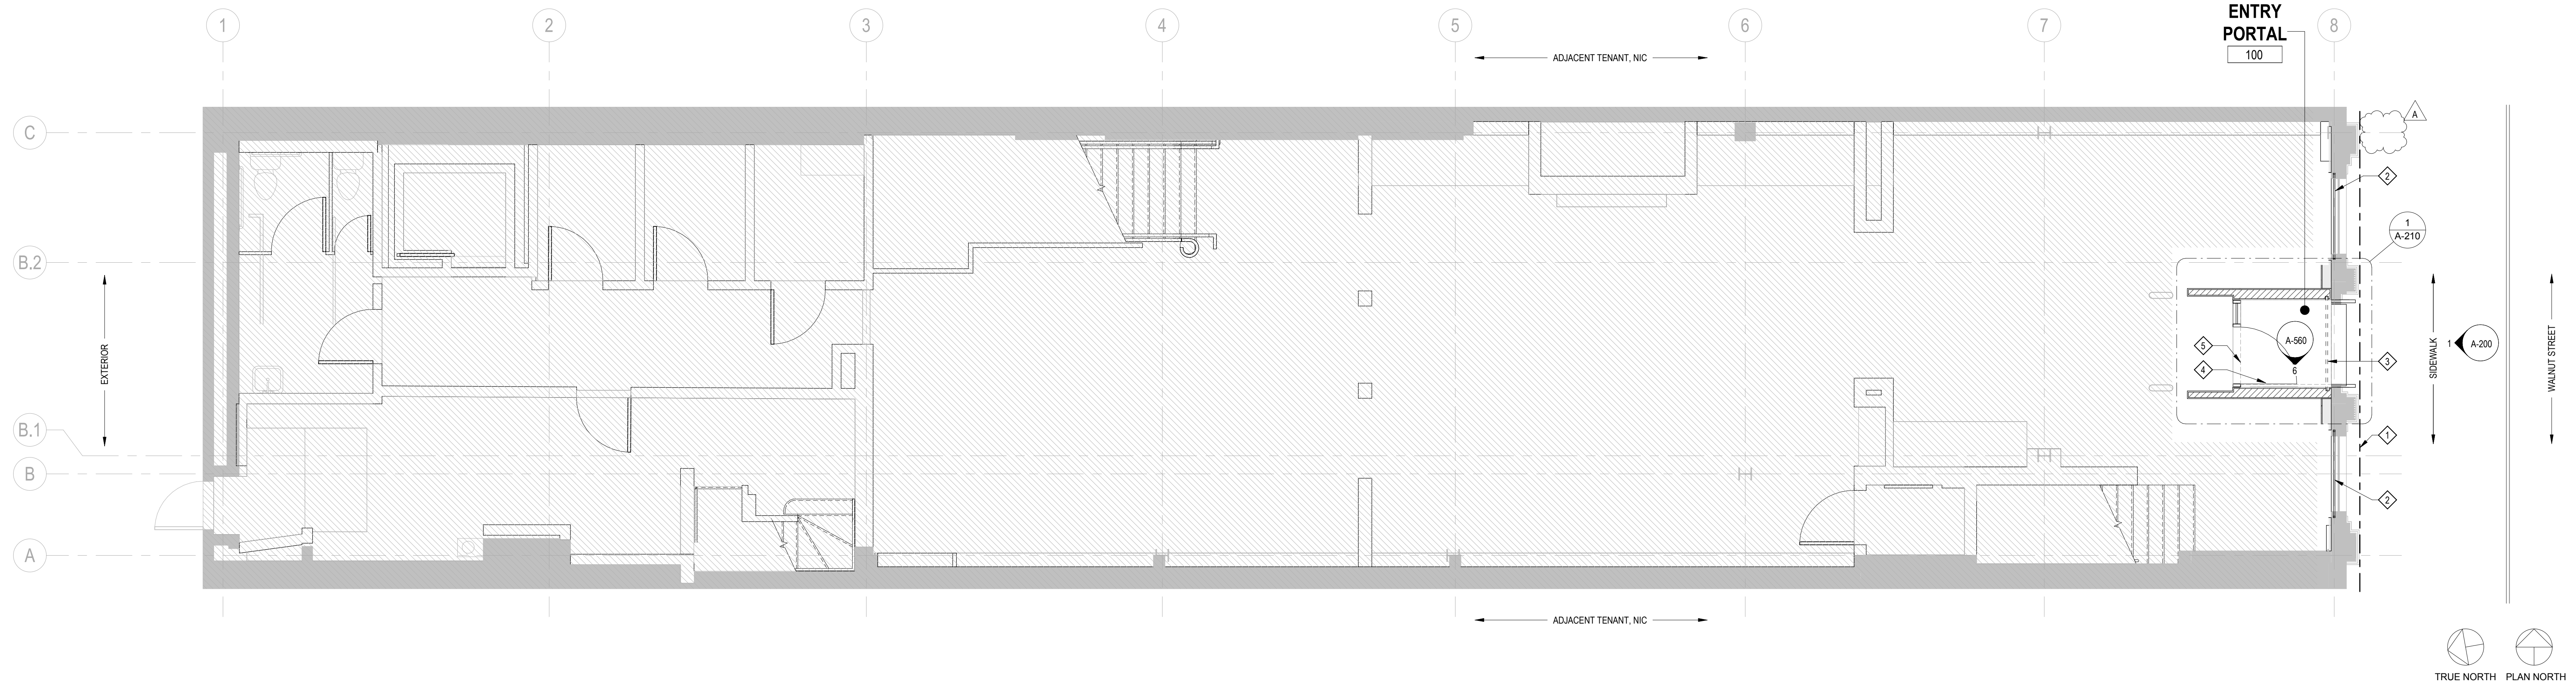 ENTRY
PORTAL
100
1
2
3
4
5
6
7
8
ADJACENT TENANT, NIC
C
A
2
1
A-210
B.2
EXTERIOR
5
4
A-560
6
3
SIDEWALK
1
A-200
WALNUT STREET
B.1
1
B
2
A
ADJACENT TENANT, NIC
TRUE NORTH
PLAN NORTH